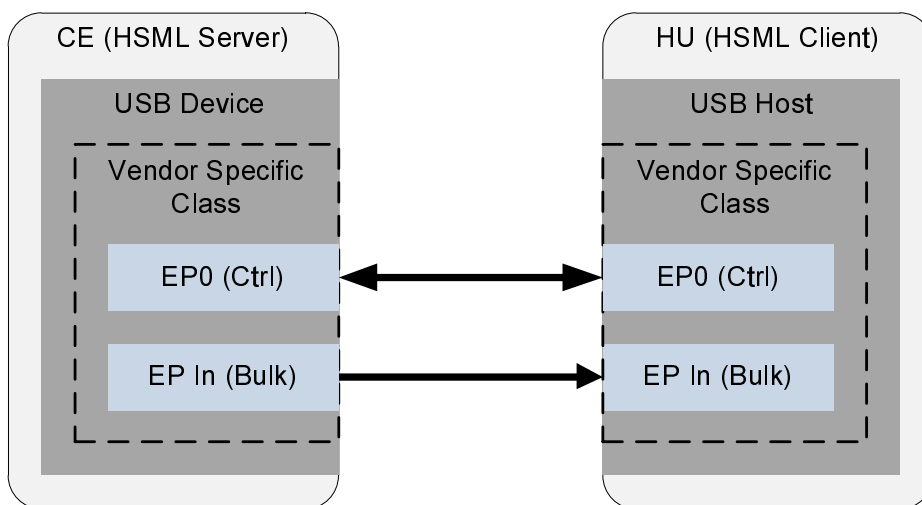 CE (HSML Server)
USB Device
Vendor Specific
Class
EP0 (Ctrl)
EP In (Bulk)
HU (HSML Client)
USB Host
Vendor Specific
Class
EP0 (Ctrl)
EP In (Bulk)